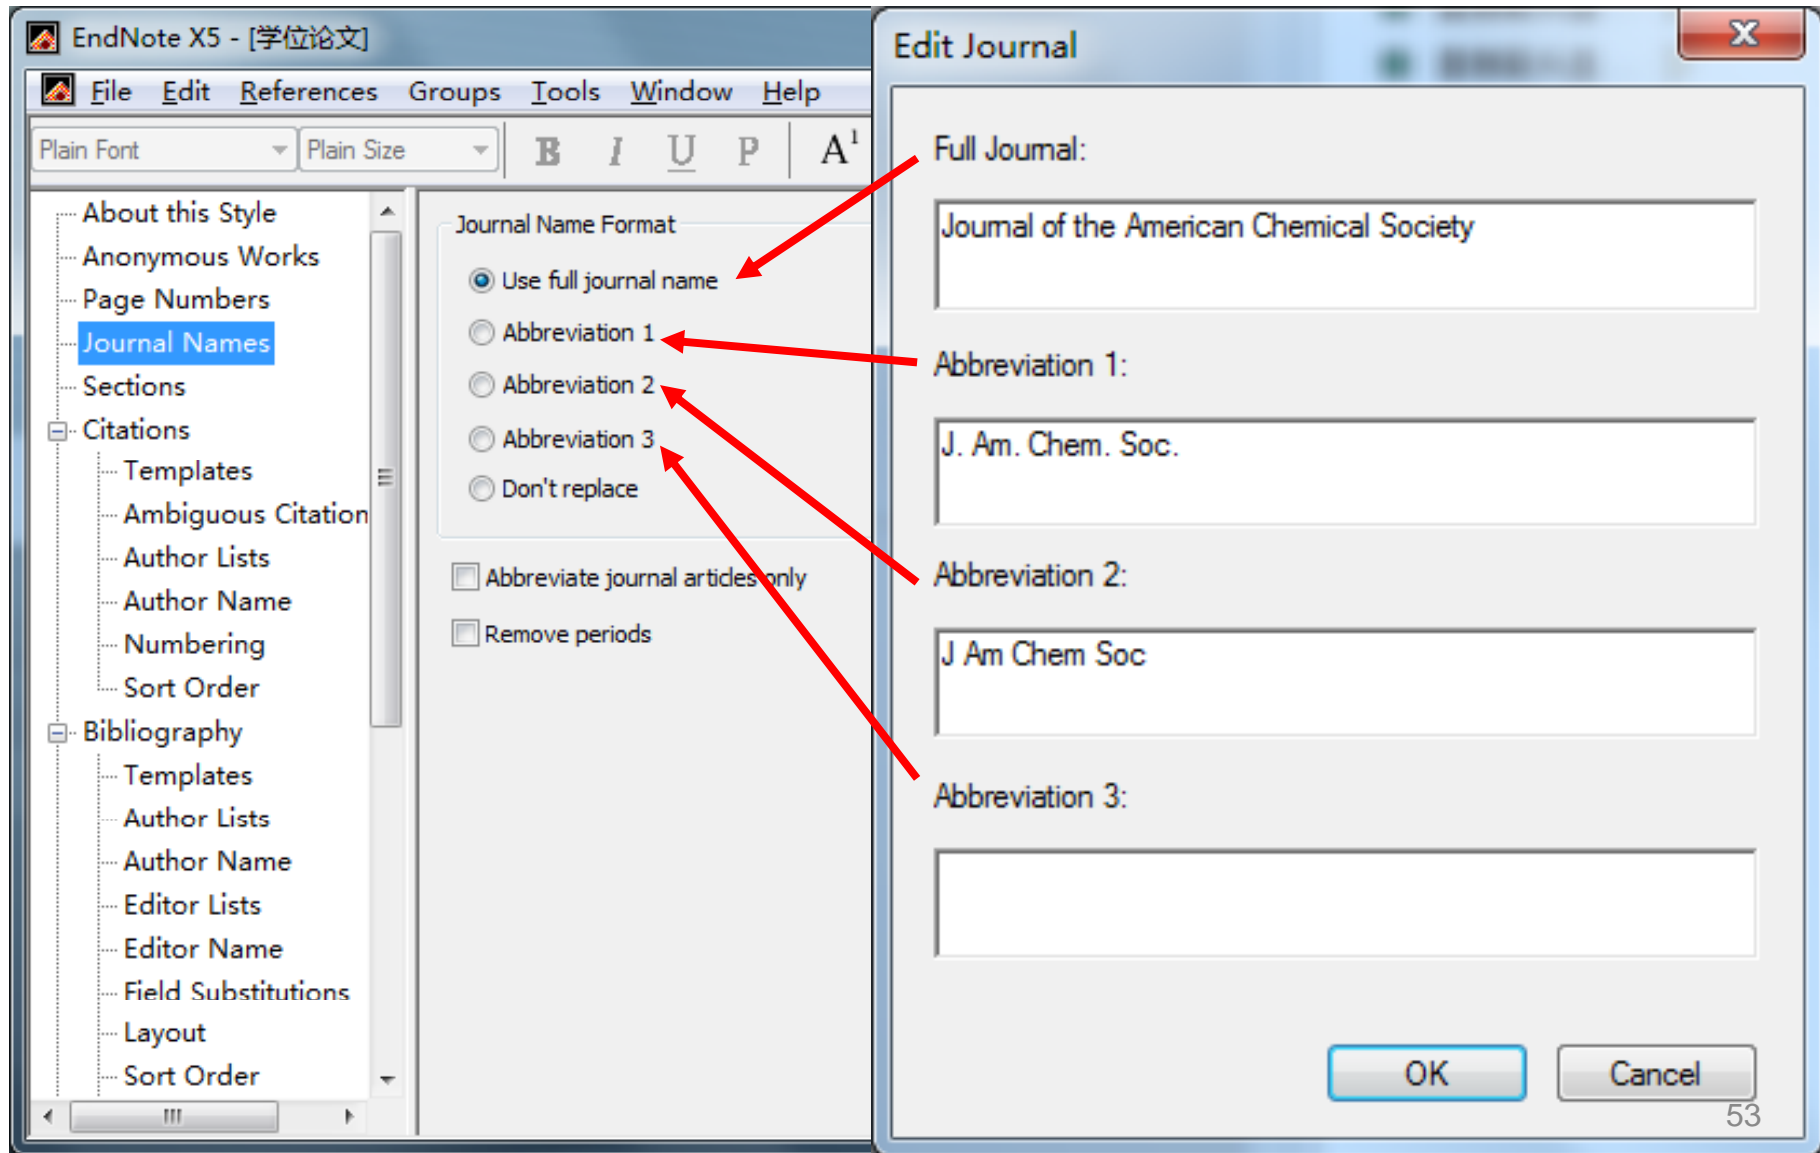 EndNote X5 - [学位论文]
File Edit References Groups Tools Window Help
Plain Font Plain Size B I U P A1
About this Style
Anonymous Works
Page Numbers
Journal Names
Sections
Citations
Templates
Ambiguous Citation
Author Lists
Author Name
Numbering
Sort Order
Bibliography
Templates
Author Lists
Author Name
Editor Lists
Editor Name
Field Substitutions
Layout
Sort Order
Journal Name Format
Use full journal name
Abbreviation 1
Abbreviation 2
Abbreviation 3
Don't replace
Abbreviate journal articles only
Remove periods
Edit Journal
Full Journal:
Journal of the American Chemical Society
Abbreviation 1:
J. Am. Chem. Soc.
Abbreviation 2:
J Am Chem Soc
Abbreviation 3:
OK Cancel
53